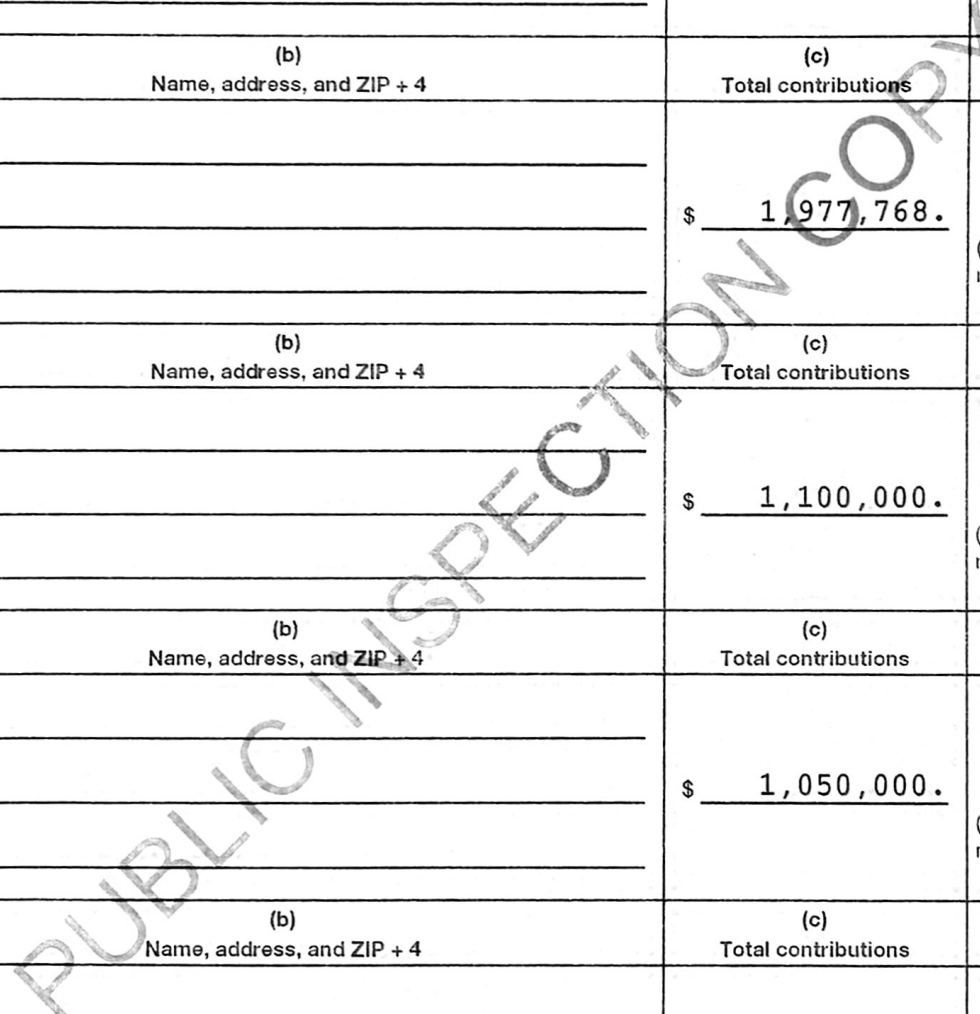 (b) (c)
Name, address, and ZIP + 4 Total contributions
$ 1,977,768.
(b) (c)
Name, address, and ZIP + 4 Total contributions
$ 1,100,000.
(b) (c)
Name, address, and ZIP + 4 Total contributions
$ 1,050,000.
(b) (c)
Name, address, and ZIP + 4 Total contributions
PUBLIC INSPECTION COPY